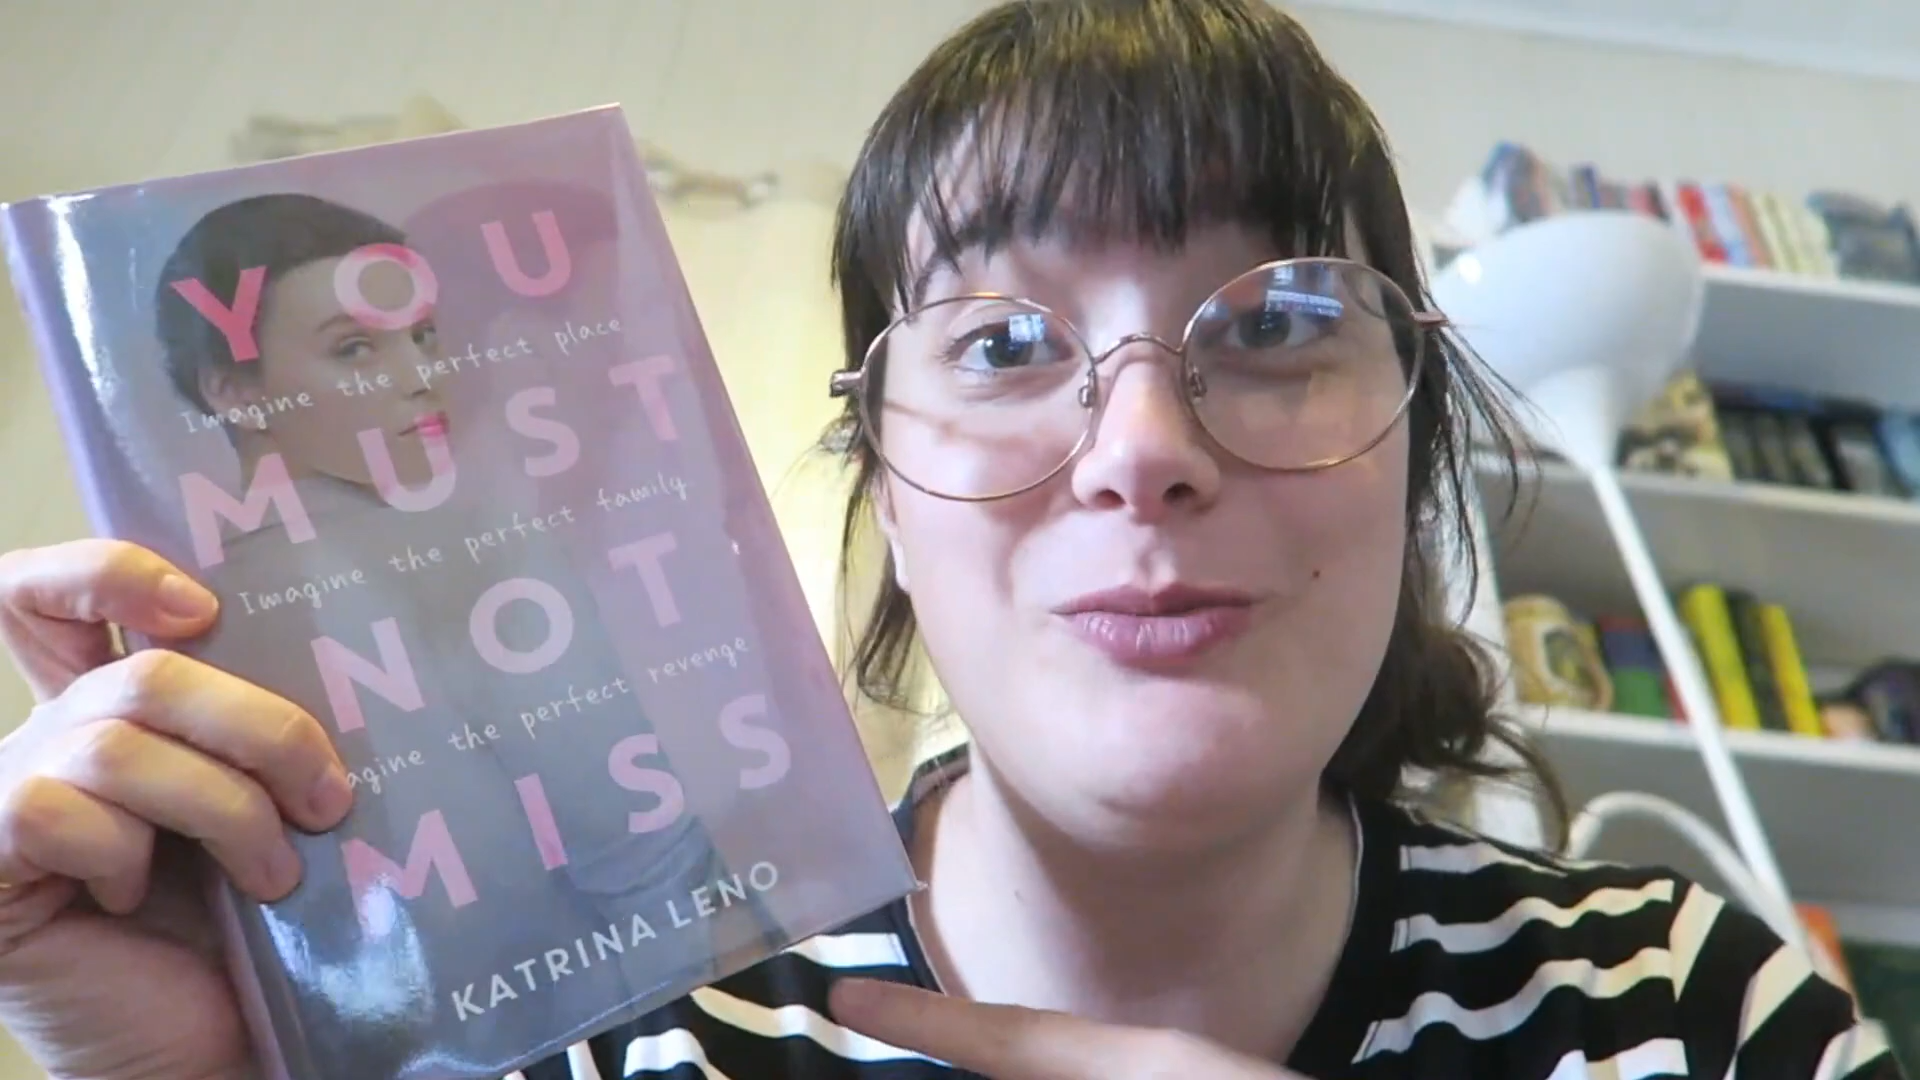 YOU
Imagine the perfect place
MUST
Imagine the perfect family
NOT
agine the perfect revenge
MISS
KATRINA LENO